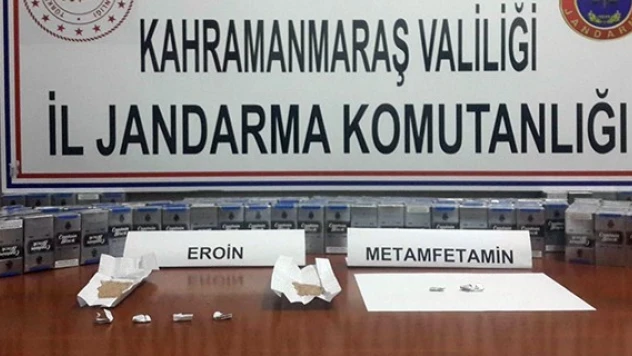 KAHRAMANMARAŞ VALİLİĞİ
İL JANDARMA KOMUTANLIĞI
EROİN
METAMFETAMİN